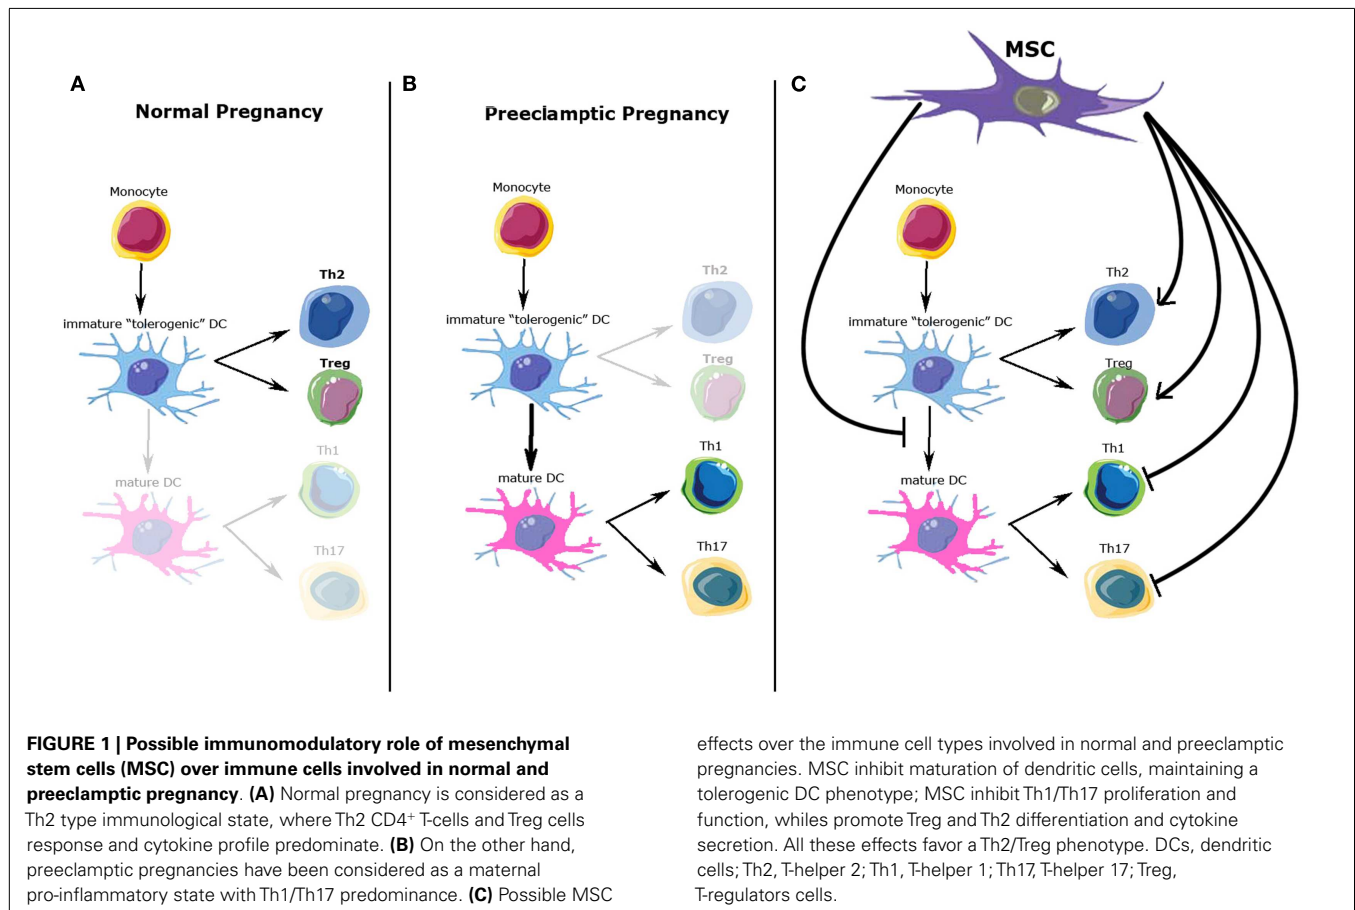 A
Normal Pregnancy
Monocyte
Th2
immature "tolerogenic" DC
Treg
Th1
mature DC
Th17
B
Preeclamptic Pregnancy
Monocyte
Th2
immature "tolerogenic" DC
Treg
Th1
mature DC
Th17
C
MSC
Monocyte
Th2
immature "tolerogenic" DC
Treg
Th1
mature DC
Th17
FIGURE 1 | Possible immunomodulatory role of mesenchymal
stem cells (MSC) over immune cells involved in normal and
preeclamptic pregnancy. (A) Normal pregnancy is considered as a
Th2 type immunological state, where Th2 CD4⁺ T-cells and Treg cells
response and cytokine profile predominate. (B) On the other hand,
preeclamptic pregnancies have been considered as a maternal
pro-inflammatory state with Th1/Th17 predominance. (C) Possible MSC
effects over the immune cell types involved in normal and preeclamptic
pregnancies. MSC inhibit maturation of dendritic cells, maintaining a
tolerogenic DC phenotype; MSC inhibit Th1/Th17 proliferation and
function, whiles promote Treg and Th2 differentiation and cytokine
secretion. All these effects favor a Th2/Treg phenotype. DCs, dendritic
cells; Th2, T-helper 2; Th1, T-helper 1; Th17, T-helper 17; Treg,
T-regulators cells.